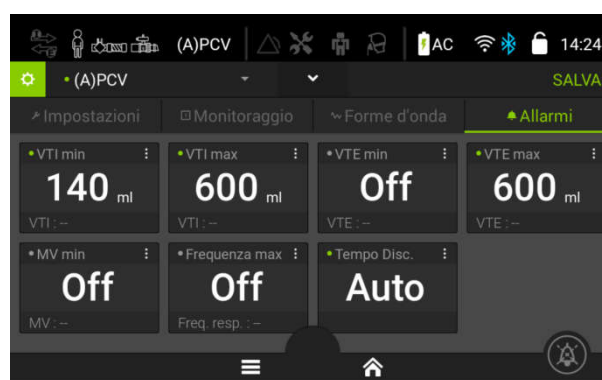 (A)PCV AC 14:24
(A)PCV SALVA
Impostazioni Monitoraggio Forme d'onda Allarmi
VTI min VTI max VTE min VTE max
140 ml 600 ml Off 600 ml
VTI : -- VTI : -- VTE : -- VTE : --
MV min Frequenza max Tempo Disc.
Off Off Auto
MV : -- Freq. resp. : --